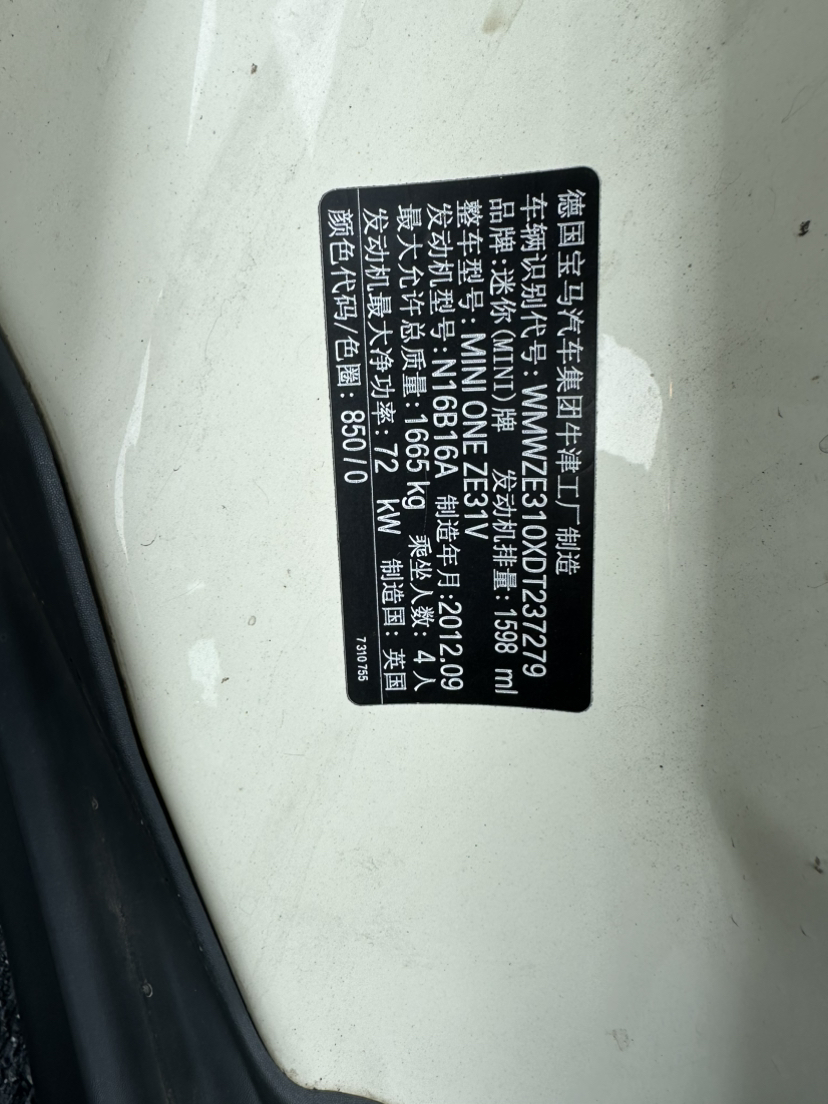 德国宝马汽车集团牛津工厂制造
车辆识别代号: WMWZE310XDT237279
品牌:迷你(MINI)牌 发动机排量:1598 ml
整车型号: MINI ONE ZE31V
发动机型号:N16B16A 制造年月:2012.09
最大允许总质量:1665 kg 乘坐人数: 4人
发动机最大净功率: 72 kW 制造国: 英国
颜色代码/色圈: 850/0 7 310 755